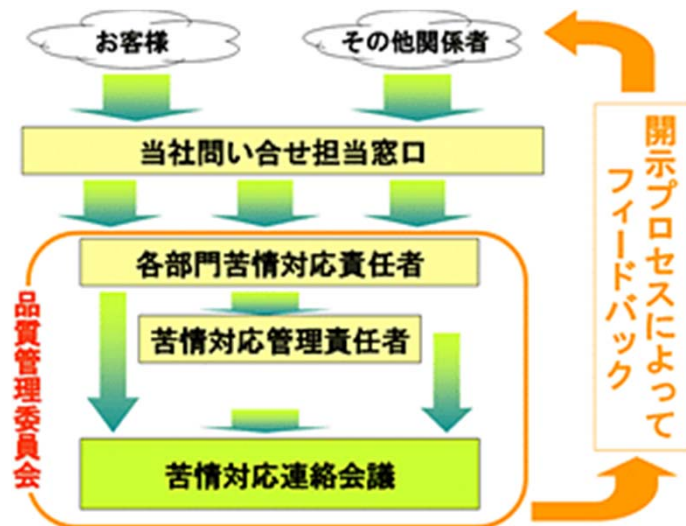 お客様
その他関係者
当社問い合せ担当窓口
各部門苦情対応責任者
苦情対応管理責任者
苦情対応連絡会議
品質管理委員会
開示プロセスによって
フィードバック